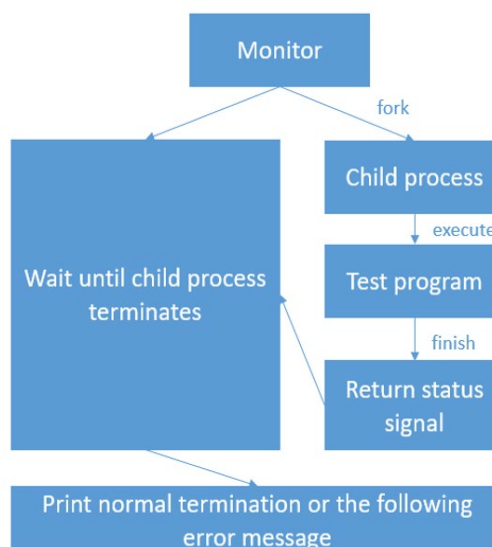 Monitor
fork
Child process
execute
Wait until child process
terminates
Test program
finish
Return status
signal
Print normal termination or the following
error message